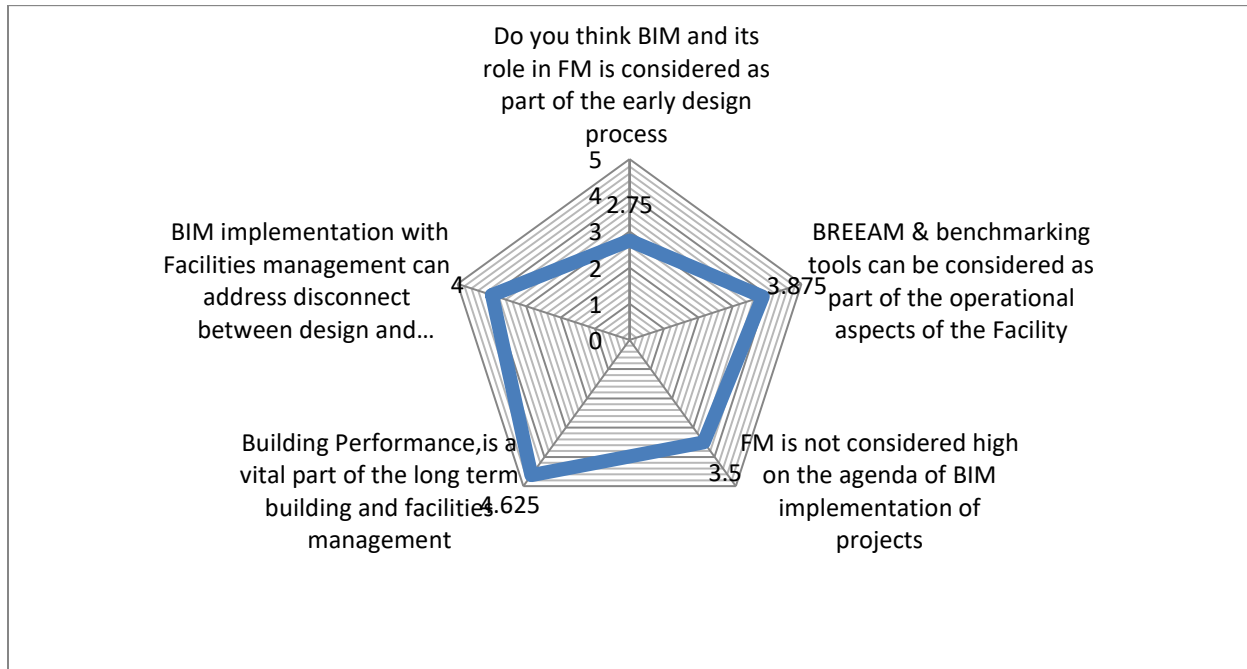 Do you think BIM and its
role in FM is considered as
part of the early design
process
5
4
3
2
1
0
2.75
BREEAM & benchmarking
tools can be considered as
part of the operational
aspects of the Facility
3.875
FM is not considered high
on the agenda of BIM
implementation of
projects
3.5
Building Performance,is a
vital part of the long term
building and facilities
management
4.625
BIM implementation with
Facilities management can
address disconnect
between design and…
4